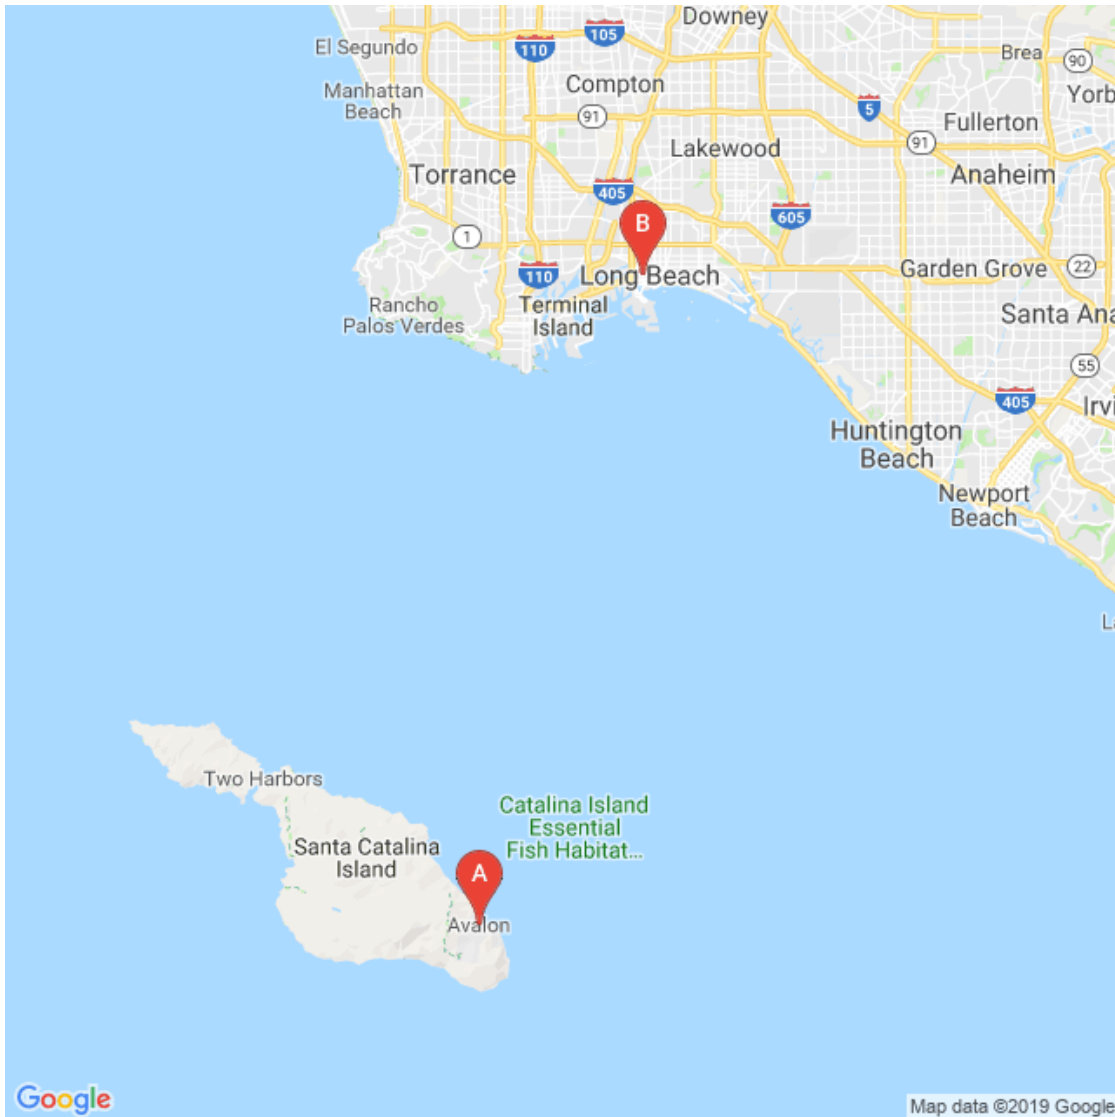 Downey
105
110
El Segundo
Brea
90
Compton
Manhattan
Beach
Yorb
5
91
Fullerton
91
Lakewood
Torrance
Anaheim
405
605
B
1
110
Long Beach
Garden Grove
22
Rancho
Palos Verdes
Terminal
Island
Santa Ana
55
405
Irvi
Huntington
Beach
Newport
Beach
La
Two Harbors
Catalina Island
Essential
Fish Habitat...
Santa Catalina
Island
A
Avalon
Google
Map data ©2019 Google